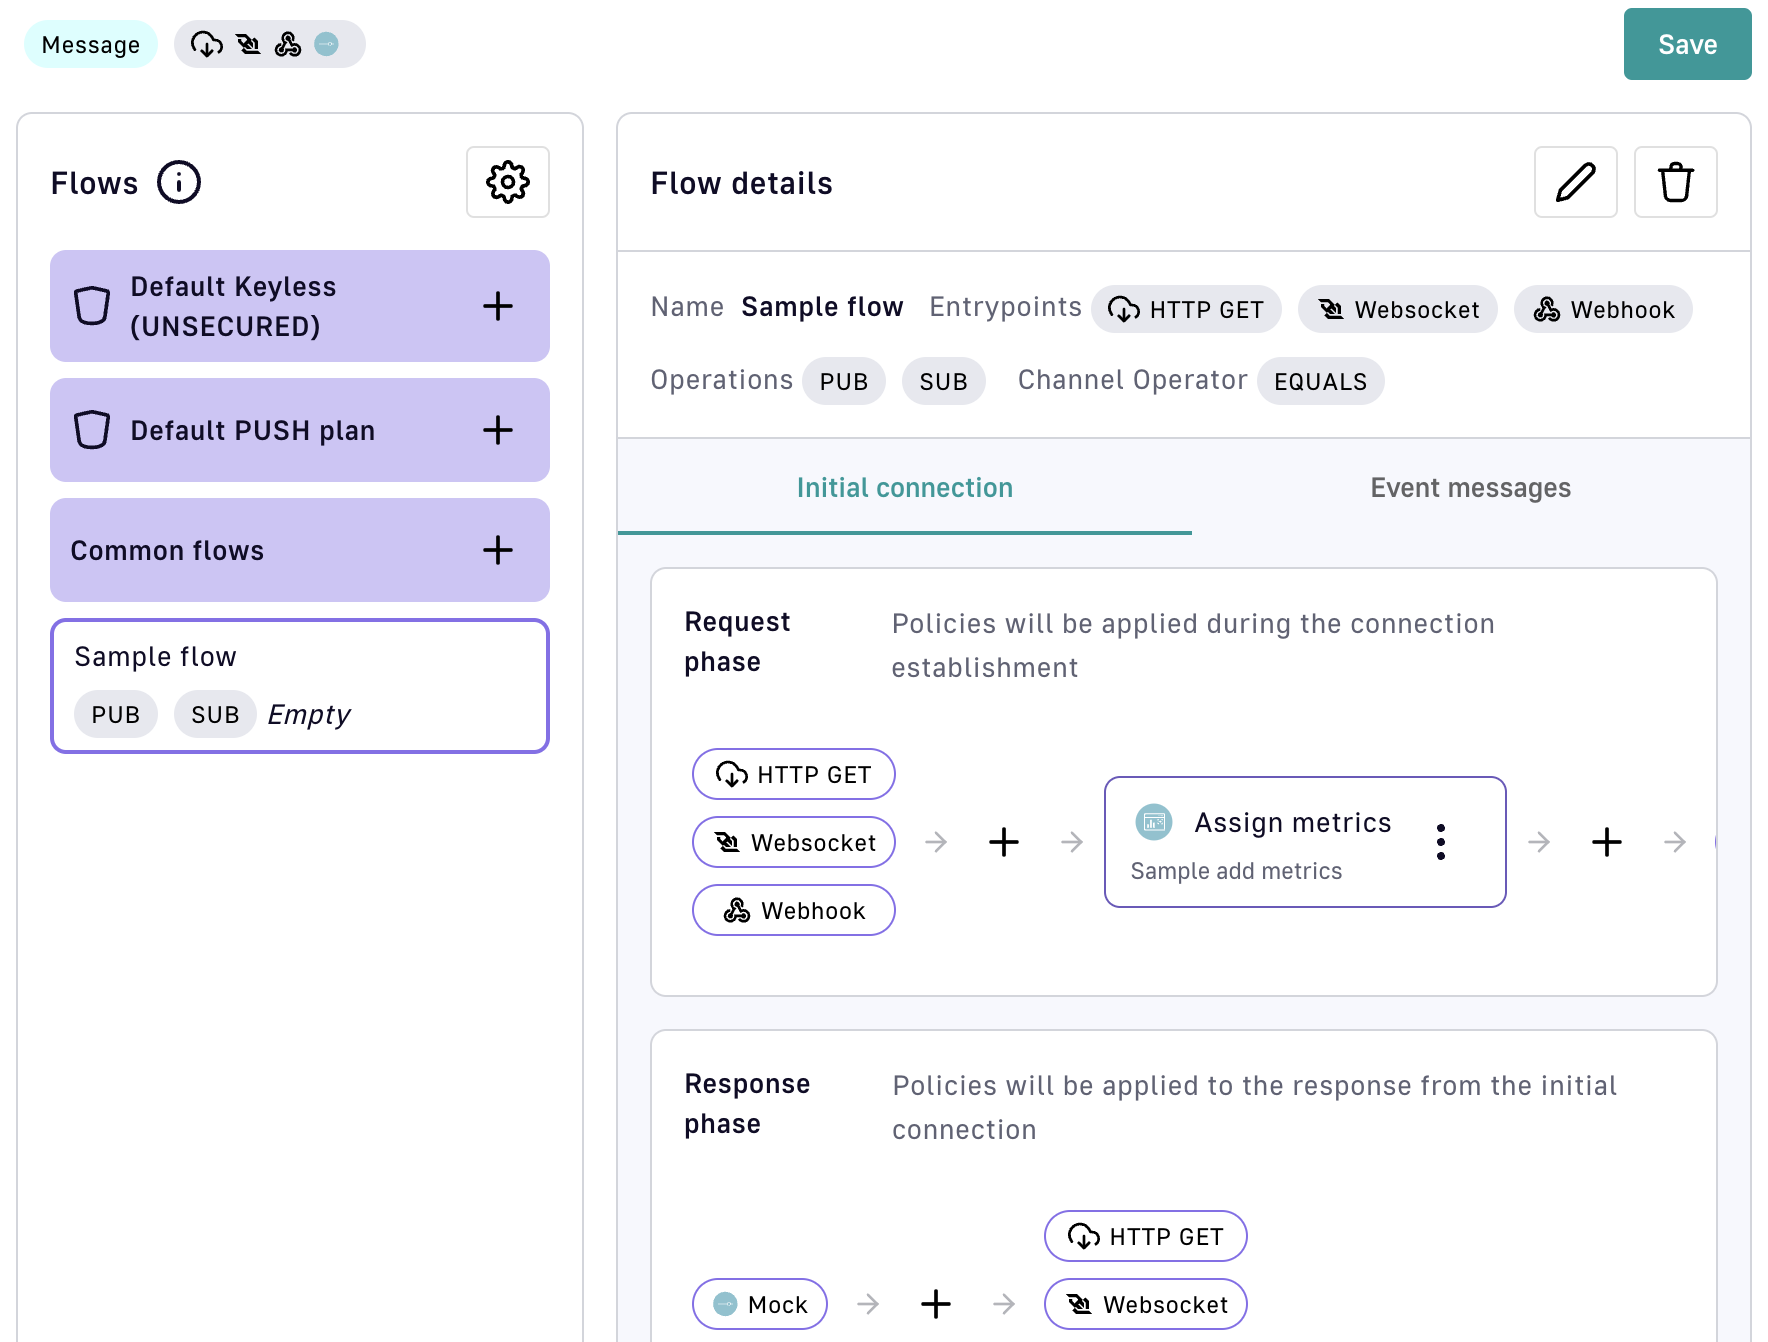 Message
Save
Flows
Default Keyless
(UNSECURED)
Default PUSH plan
Common flows
Sample flow
PUB SUB Empty
Flow details
Name Sample flow Entrypoints HTTP GET Websocket Webhook
Operations PUB SUB Channel Operator EQUALS
Initial connection Event messages
Request
phase
Policies will be applied during the connection
establishment
HTTP GET
Websocket
Webhook
Assign metrics
Sample add metrics
Response
phase
Policies will be applied to the response from the initial
connection
HTTP GET
Mock
Websocket